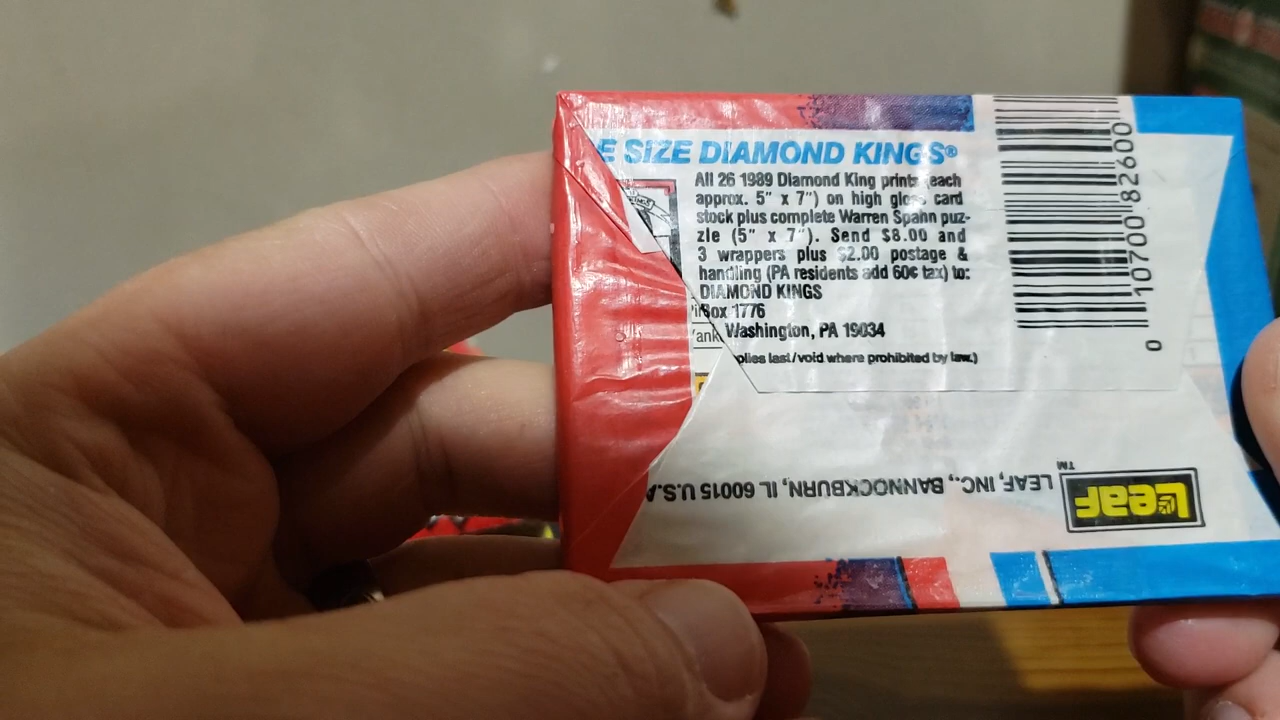 E SIZE DIAMOND KINGS®
All 26 1989 Diamond King prints (each
approx. 5" x 7") on high gloss card
stock plus complete Warren Spahn puz-
zle (5" x 7"). Send $8.00 and
3 wrappers plus $2.00 postage &
handling (PA residents add 60¢ tax) to:
DIAMOND KINGS
Box 1776
Washington, PA 19034
plies last/void where prohibited by law.)
0 10700 82600
LEAF, INC., BANNOCKBURN, IL 60015 U.S.A
Leaf
TM